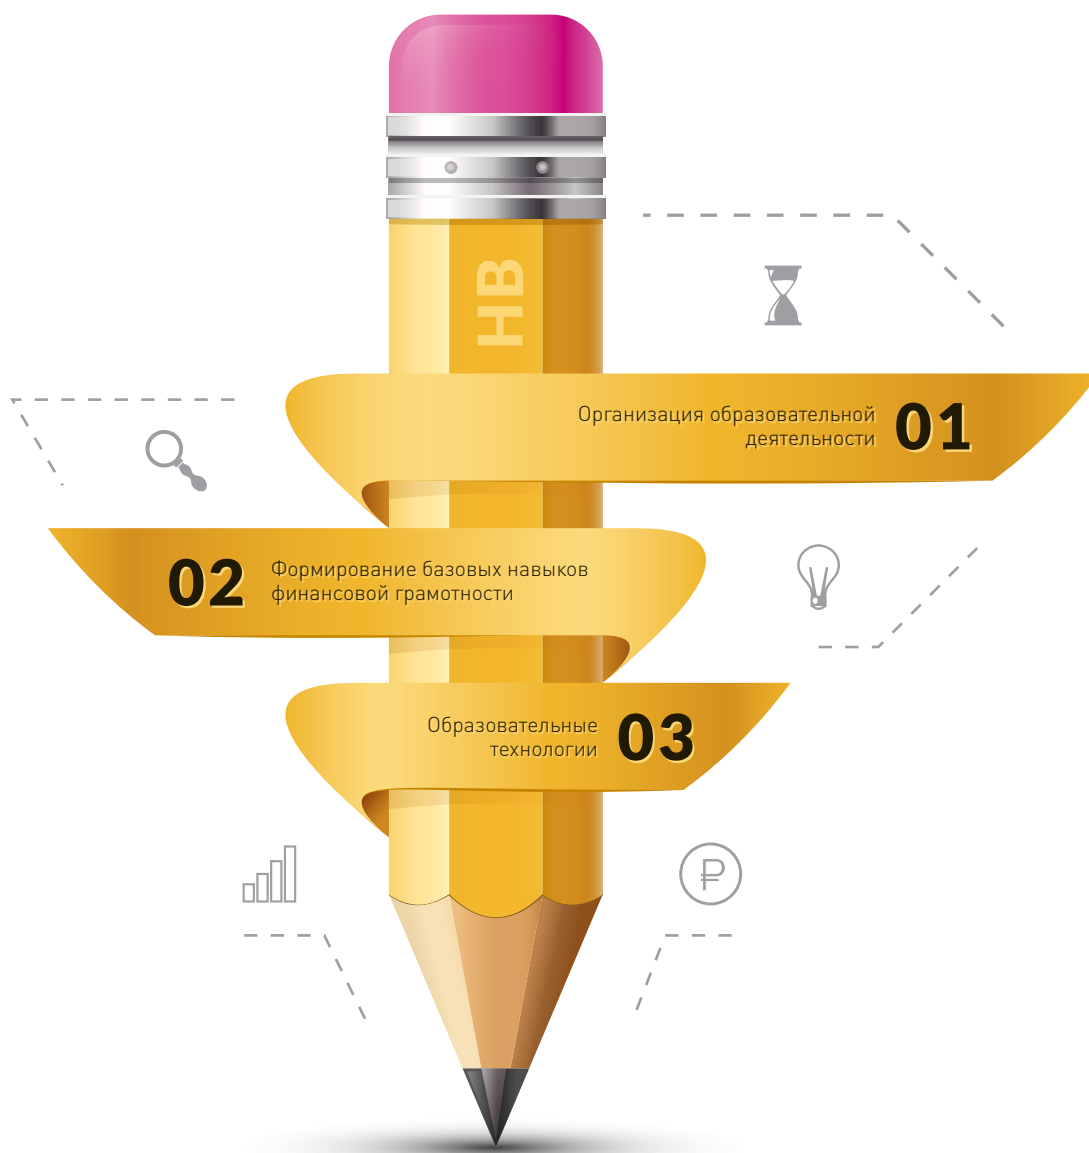 HB
Организация образовательной
деятельности
01
02
Формирование базовых навыков
финансовой грамотности
Образовательные
технологии
03